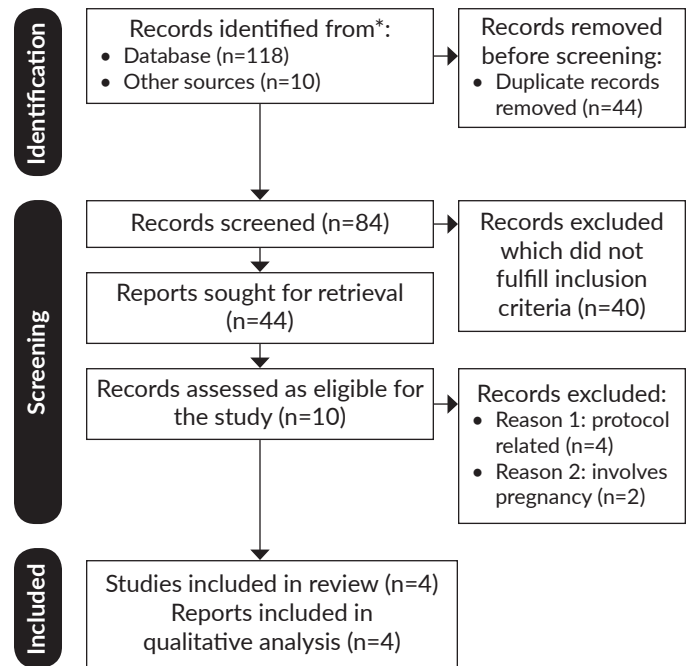 Identification
Records identified from*:
• Database (n=118)
• Other sources (n=10)
Records removed
before screening:
• Duplicate records
removed (n=44)
Screening
Records screened (n=84)
Records excluded
which did not
fulfill inclusion
criteria (n=40)
Reports sought for retrieval
(n=44)
Records assessed as eligible for
the study (n=10)
Records excluded:
• Reason 1: protocol
related (n=4)
• Reason 2: involves
pregnancy (n=2)
Included
Studies included in review (n=4)
Reports included in
qualitative analysis (n=4)